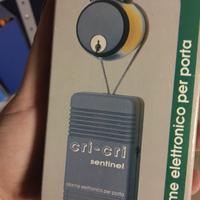 cri-cri
sentinel
allarme elettronico per porta
me elettronico per porta